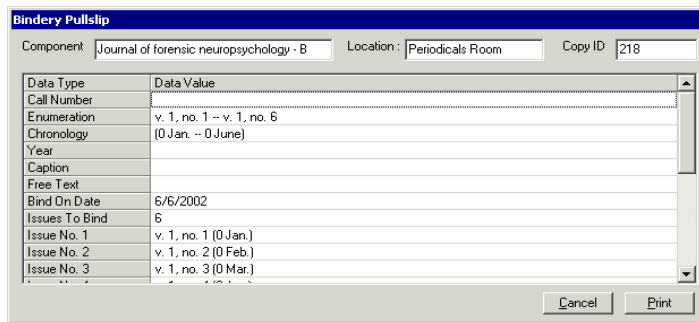 Bindery Pullslip
Component Journal of forensic neuropsychology - B Location : Periodicals Room Copy ID 218
Data Type Data Value
Call Number
Enumeration v. 1, no. 1 -- v. 1, no. 6
Chronology (0 Jan. -- 0 June)
Year
Caption
Free Text
Bind On Date 6/6/2002
Issues To Bind 6
Issue No. 1 v. 1, no. 1 (0 Jan.)
Issue No. 2 v. 1, no. 2 (0 Feb.)
Issue No. 3 v. 1, no. 3 (0 Mar.)
Cancel Print